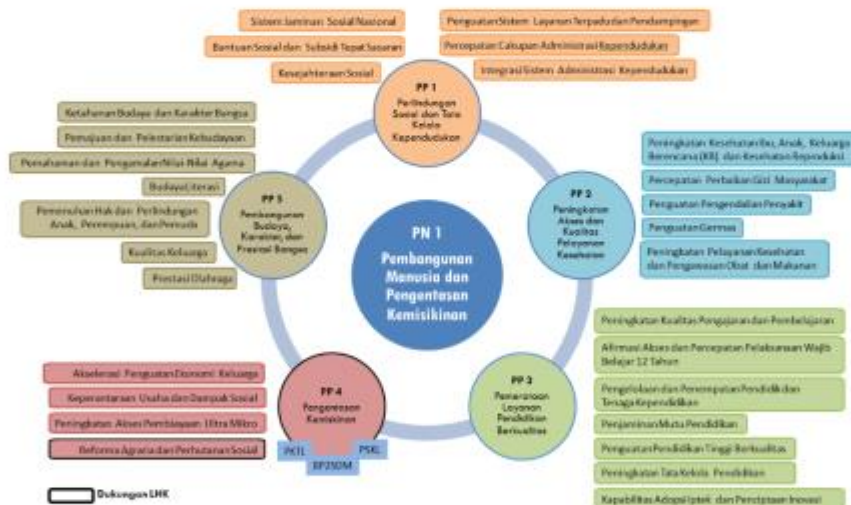 Sistem Jaminan Sosial Nasional
Bantuan Sosial dan Subsidi Tepat Sasaran
Kesejahteraan Sosial
Penguatan Sistem Layanan Terpadu dan Pendampingan
Percepatan Cakupan Administrasi Kependudukan
Integrasi Sistem Administrasi Kependudukan
PP 1
Perlindungan
Sosial dan Tata
Kelola
Kependudukan
Ketahanan Budaya dan Karakter Bangsa
Pemajuan dan Pelestarian Kebudayaan
Pemahaman dan Pengamalan Nilai Nilai Agama
Budaya Literasi
Pemenuhan Hak dan Perlindungan
Anak, Perempuan, dan Pemuda
Kualitas Keluarga
Prestasi Olahraga
PP 5
Pembangunan
Budaya,
Karakter, dan
Prestasi Bangsa
PN 1
Pembangunan
Manusia dan
Pengentasan
Kemisikinan
PP 2
Peningkatan
Akses dan
Kualitas
Pelayanan
Kesehatan
Peningkatan Kesehatan Ibu, Anak, Keluarga
Berencana (KB), dan Kesehatan Reproduksi
Percepatan Perbaikan Gizi Masyarakat
Penguatan Pengendalian Penyakit
Penguatan Germas
Peningkatan Pelayanan Kesehatan
dan Pengawasan Obat dan Makanan
Akselerasi Penguatan Ekonomi Keluarga
Keperantaraan Usaha dan Dampak Sosial
Peningkatan Akses Pembiayaan Ultra Mikro
Reforma Agraria dan Perhutanan Sosial
PP 4
Pengentasan
Kemiskinan
PKTL
BP2SDM
PSKL
PP 3
Pemerataan
Layanan
Pendidikan
Berkualitas
Peningkatan Kualitas Pengajaran dan Pembelajaran
Afirmasi Akses dan Percepatan Pelaksanaan Wajib
Belajar 12 Tahun
Pengelolaan dan Penempatan Pendidik dan
Tenaga Kependidikan
Penjaminan Mutu Pendidikan
Penguatan Pendidikan Tinggi Berkualitas
Peningkatan Tata Kelola Pendidikan
Kapabilitas Adopsi Iptek dan Penciptaan Inovasi
Dukungan LHK